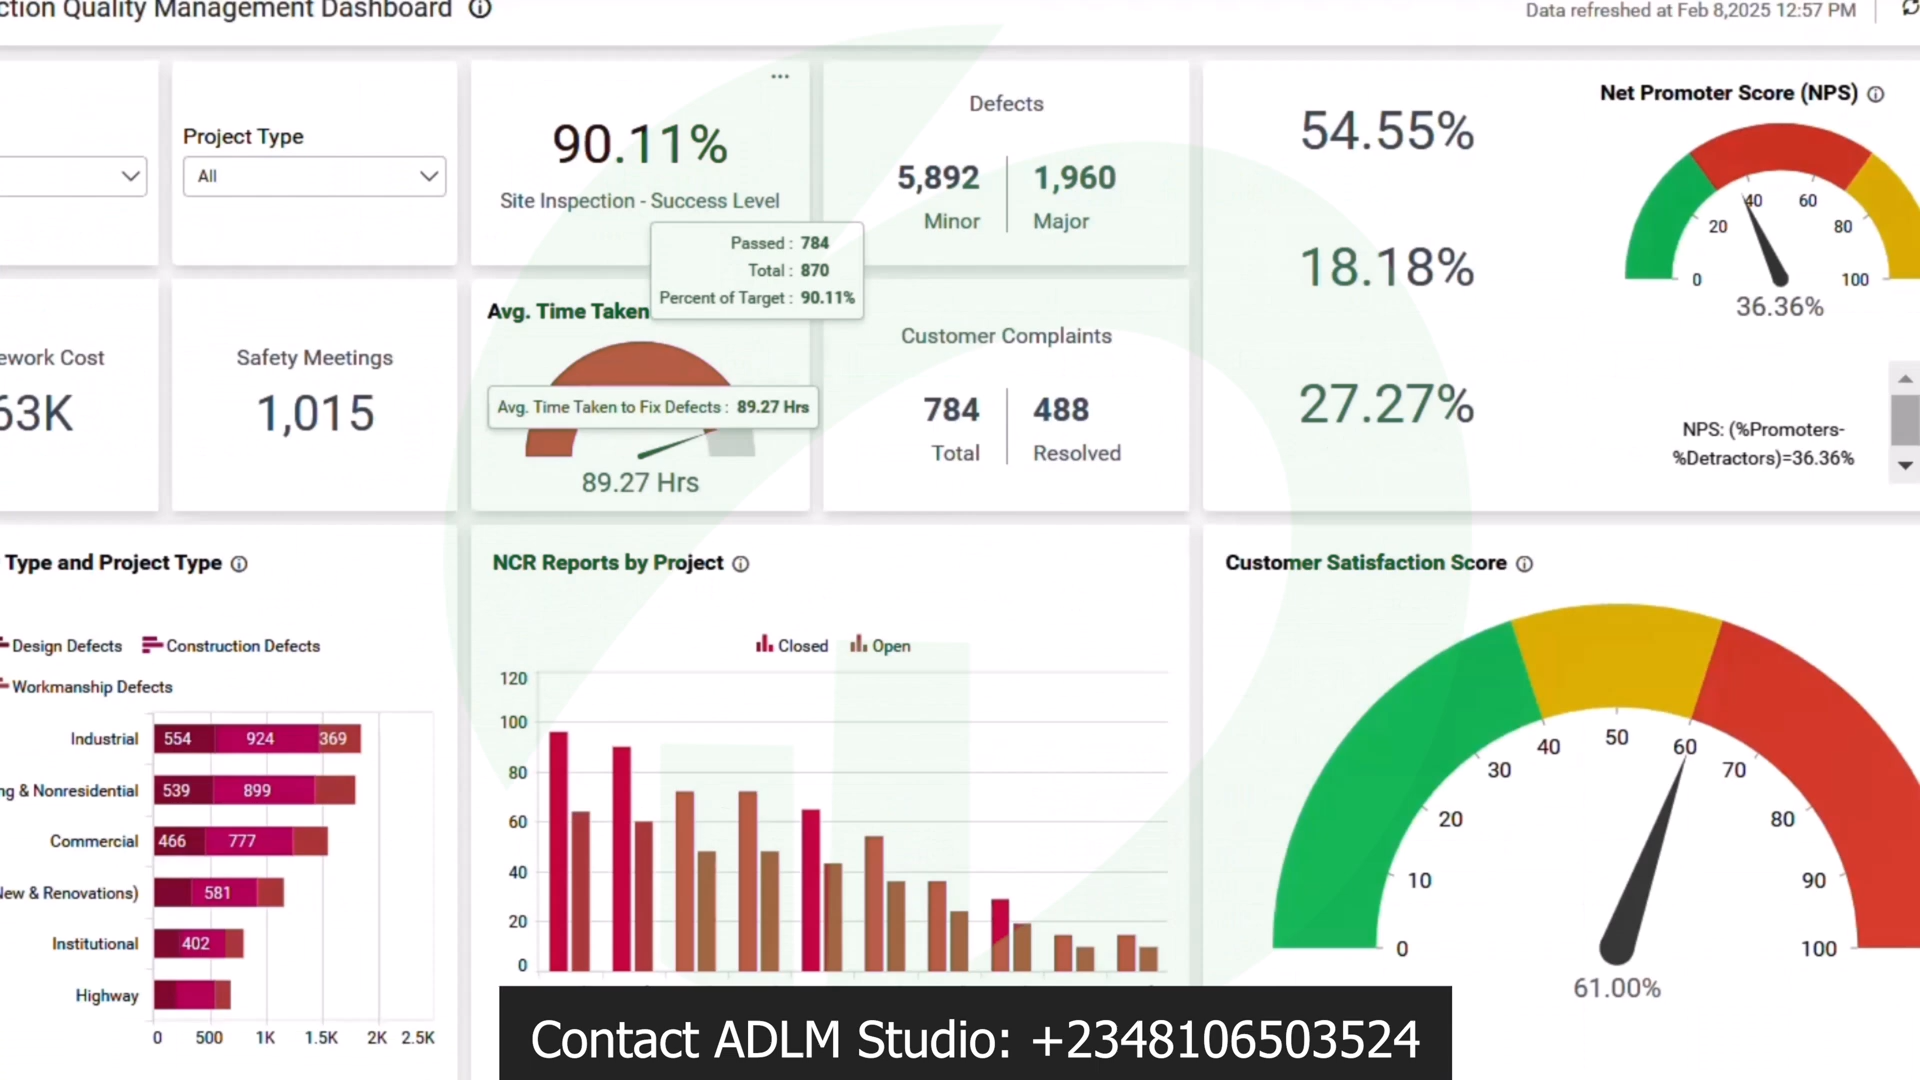 ction Quality Management Dashboard
Data refreshed at Feb 8,2025 12:57 PM
Project Type
All
90.11%
Site Inspection - Success Level
Passed : 784
Total : 870
Percent of Target : 90.11%
Defects
5,892 Minor
1,960 Major
54.55%
18.18%
27.27%
Net Promoter Score (NPS)
0 20 40 60 80 100
36.36%
NPS: (%Promoters-
%Detractors)=36.36%
ework Cost
63K
Safety Meetings
1,015
Avg. Time Taken
Avg. Time Taken to Fix Defects : 89.27 Hrs
89.27 Hrs
Customer Complaints
784 Total
488 Resolved
Type and Project Type
Design Defects Construction Defects
Workmanship Defects
Industrial 554 924 369
ng & Nonresidential 539 899
Commercial 466 777
New & Renovations) 581
Institutional 402
Highway
0 500 1K 1.5K 2K 2.5K
NCR Reports by Project
Closed Open
120
100
80
60
40
20
0
Customer Satisfaction Score
0 10 20 30 40 50 60 70 80 90 100
61.00%
Contact ADLM Studio: +2348106503524